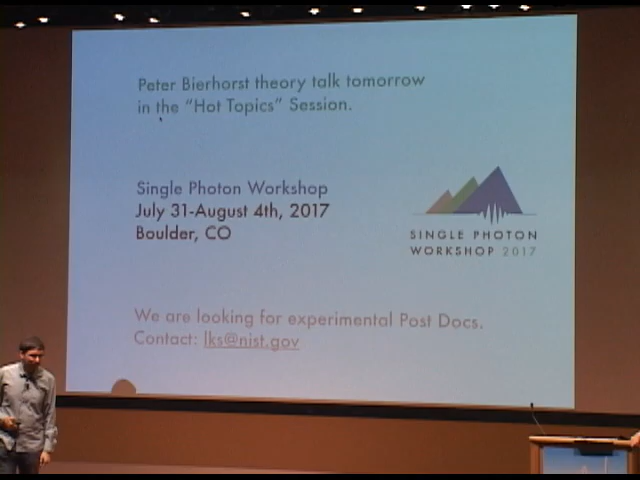 Peter Bierhorst theory talk tomorrow
in the "Hot Topics" Session.
Single Photon Workshop
July 31-August 4th, 2017
Boulder, CO
SINGLE PHOTON
WORKSHOP 2017
We are looking for experimental Post Docs.
Contact: lks@nist.gov